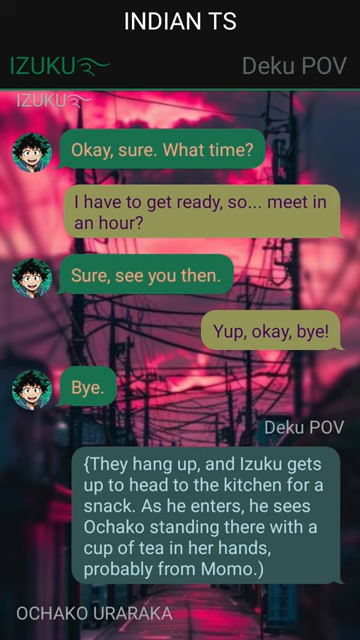 INDIAN TS
IZUKU
Deku POV
IZUKU
Okay, sure. What time?
I have to get ready, so... meet in
an hour?
Sure, see you then.
Yup, okay, bye!
Bye.
Deku POV
{They hang up, and Izuku gets
up to head to the kitchen for a
snack. As he enters, he sees
Ochako standing there with a
cup of tea in her hands,
probably from Momo.)
OCHAKO URARAKA